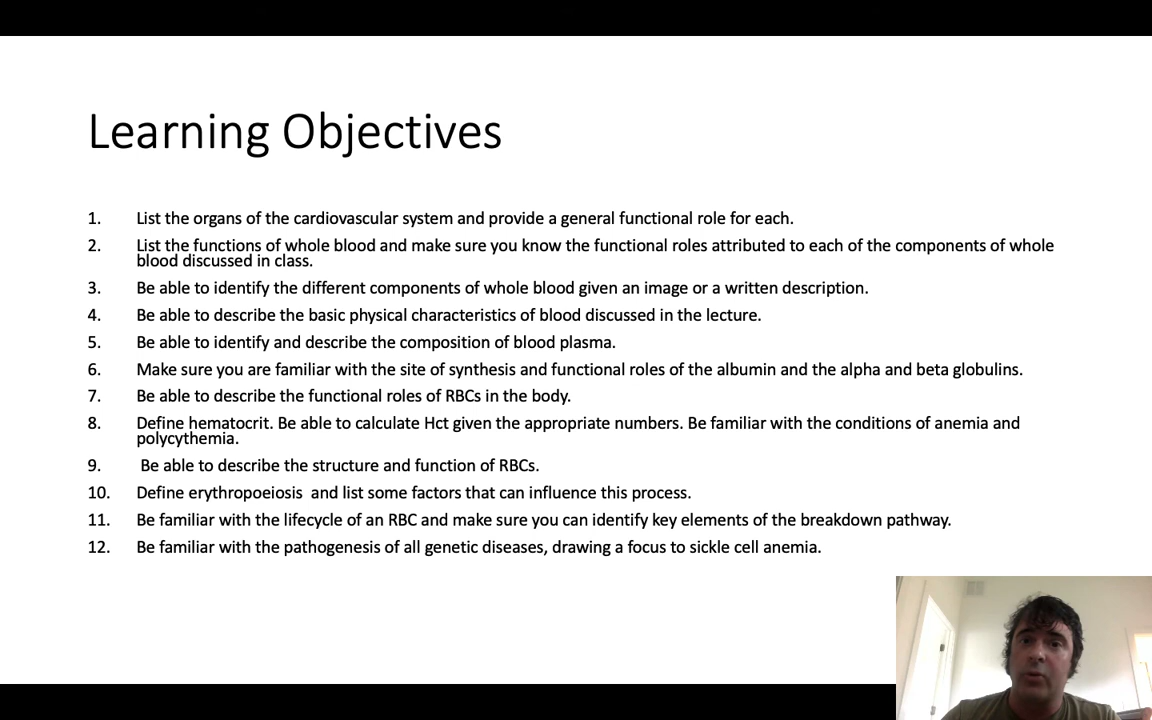 Learning Objectives
1. List the organs of the cardiovascular system and provide a general functional role for each.
2. List the functions of whole blood and make sure you know the functional roles attributed to each of the components of whole
blood discussed in class.
3. Be able to identify the different components of whole blood given an image or a written description.
4. Be able to describe the basic physical characteristics of blood discussed in the lecture.
5. Be able to identify and describe the composition of blood plasma.
6. Make sure you are familiar with the site of synthesis and functional roles of the albumin and the alpha and beta globulins.
7. Be able to describe the functional roles of RBCs in the body.
8. Define hematocrit. Be able to calculate Hct given the appropriate numbers. Be familiar with the conditions of anemia and
polycythemia.
9. Be able to describe the structure and function of RBCs.
10. Define erythropoeiosis and list some factors that can influence this process.
11. Be familiar with the lifecycle of an RBC and make sure you can identify key elements of the breakdown pathway.
12. Be familiar with the pathogenesis of all genetic diseases, drawing a focus to sickle cell anemia.